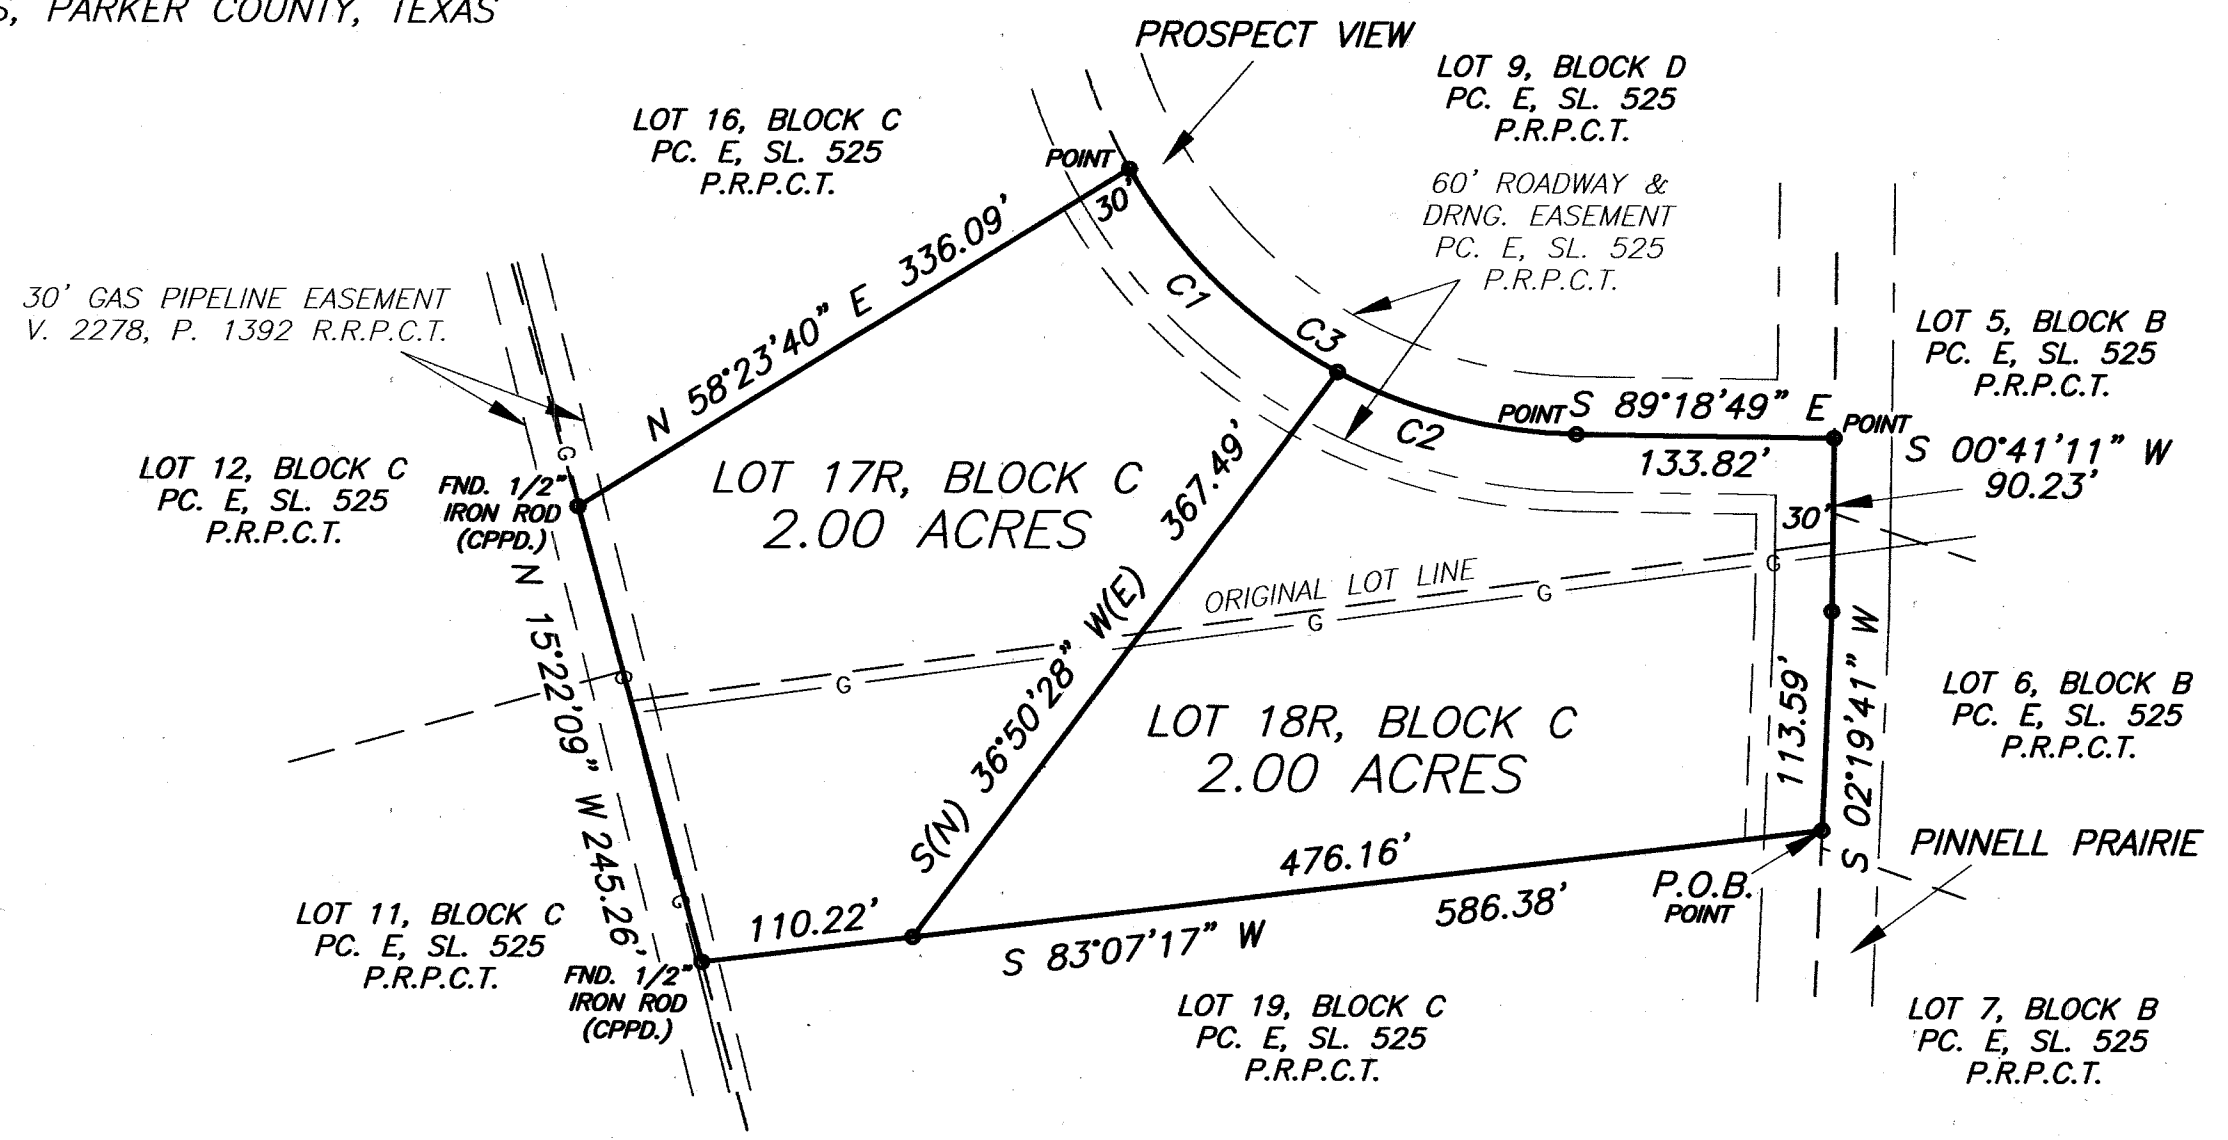 S, PARKER COUNTY, TEXAS
PROSPECT VIEW
LOT 9, BLOCK D
PC. E, SL. 525
P.R.P.C.T.
LOT 16, BLOCK C
PC. E, SL. 525
P.R.P.C.T.
POINT
30'
60' ROADWAY &
DRNG. EASEMENT
PC. E, SL. 525
P.R.P.C.T.
N 58°23'40" E 336.09'
30' GAS PIPELINE EASEMENT
V. 2278, P. 1392 R.R.P.C.T.
C1
C3
C2
LOT 5, BLOCK B
PC. E, SL. 525
P.R.P.C.T.
POINT
S 89°18'49" E
133.82'
POINT
S 00°41'11" W
90.23'
30'
LOT 12, BLOCK C
PC. E, SL. 525
P.R.P.C.T.
FND. 1/2"
IRON ROD
(CPPD.)
LOT 17R, BLOCK C
2.00 ACRES
S(N) 36°50'28" W(E) 367.49'
ORIGINAL LOT LINE
G
G
G
G
G
G
G
N 15°22'09" W 245.26'
LOT 18R, BLOCK C
2.00 ACRES
113.59'
S 02°19'41" W
LOT 6, BLOCK B
PC. E, SL. 525
P.R.P.C.T.
PINNELL PRAIRIE
P.O.B.
POINT
476.16'
586.38'
110.22'
S 83°07'17" W
LOT 11, BLOCK C
PC. E, SL. 525
P.R.P.C.T.
FND. 1/2"
IRON ROD
(CPPD.)
LOT 19, BLOCK C
PC. E, SL. 525
P.R.P.C.T.
LOT 7, BLOCK B
PC. E, SL. 525
P.R.P.C.T.